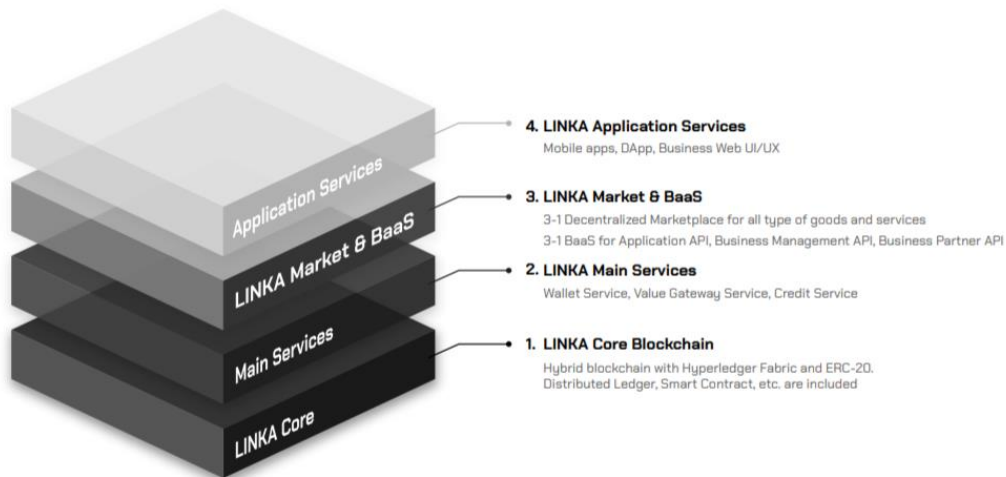 4. LINKA Application Services
Mobile apps, DApp, Business Web UI/UX
Application Services
3. LINKA Market & BaaS
3-1 Decentralized Marketplace for all type of goods and services
3-1 BaaS for Application API, Business Management API, Business Partner API
LINKA Market & BaaS
2. LINKA Main Services
Wallet Service, Value Gateway Service, Credit Service
Main Services
1. LINKA Core Blockchain
Hybrid blockchain with Hyperledger Fabric and ERC-20.
Distributed Ledger, Smart Contract, etc. are included
LINKA Core